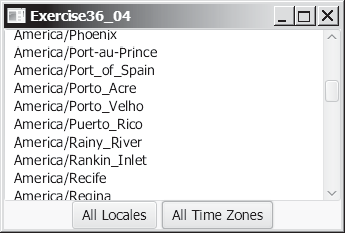 Exercise36_04
America/Phoenix
America/Port-au-Prince
America/Port_of_Spain
America/Porto_Acre
America/Porto_Velho
America/Puerto_Rico
America/Rainy_River
America/Rankin_Inlet
America/Recife
America/Regina
All Locales All Time Zones